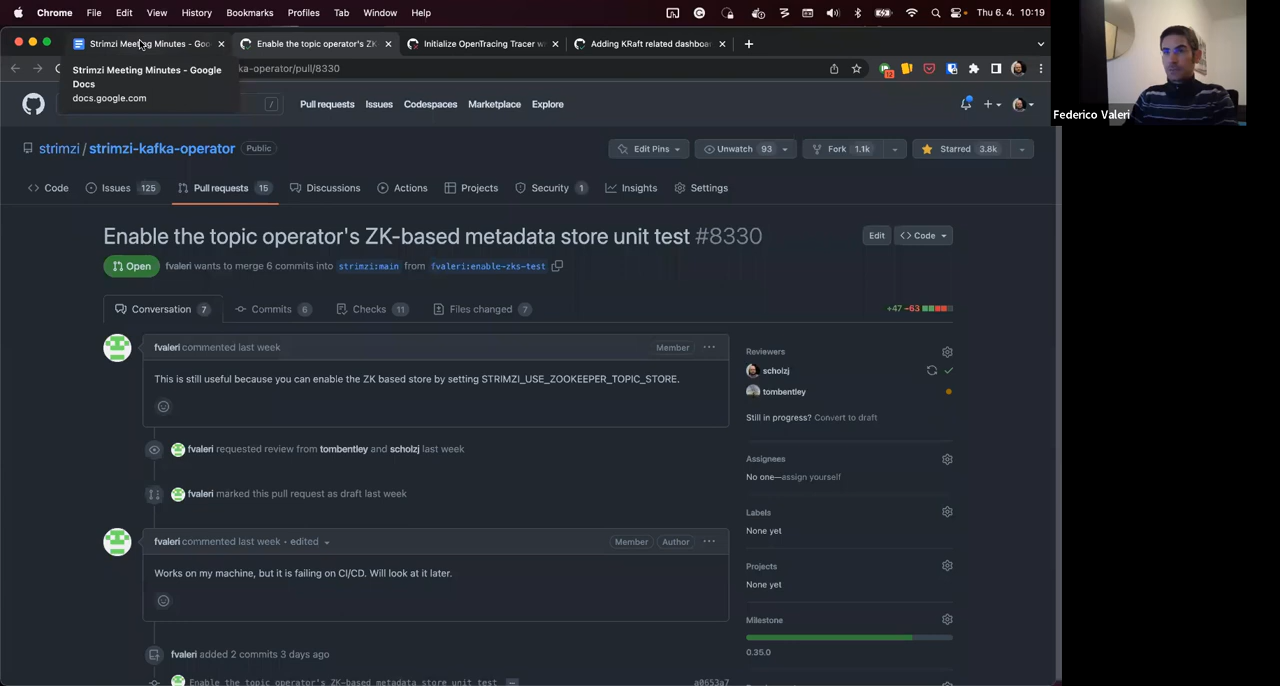 Chrome File Edit View History Bookmarks Profiles Tab Window Help Thu 6. 4. 10:19
Strimzi Meeting Minutes - Goo Enable the topic operator's ZK Initialize OpenTracing Tracer w Adding KRaft related dashboa
a-operator/pull/8330 12
Strimzi Meeting Minutes - Google
Docs
docs.google.com
/ Pull requests Issues Codespaces Marketplace Explore
Federico Valeri
strimzi / strimzi-kafka-operator Public Edit Pins Unwatch 93 Fork 1.1k Starred 3.8k
Code Issues 125 Pull requests 15 Discussions Actions Projects Security 1 Insights Settings
Enable the topic operator's ZK-based metadata store unit test #8330 Edit <> Code
Open fvaleri wants to merge 6 commits into strimzi:main from fvaleri:enable-zks-test
Conversation 7 Commits 6 Checks 11 Files changed 7 +47 −63
fvaleri commented last week Member
This is still useful because you can enable the ZK based store by setting STRIMZI_USE_ZOOKEEPER_TOPIC_STORE.
fvaleri requested review from tombentley and scholzj last week
fvaleri marked this pull request as draft last week
fvaleri commented last week • edited Member Author
Works on my machine, but it is failing on CI/CD. Will look at it later.
fvaleri added 2 commits 3 days ago
Enable the topic operator's ZK-based metadata store unit test a0653a7
Reviewers
scholzj
tombentley
Still in progress? Convert to draft
Assignees
No one—assign yourself
Labels
None yet
Projects
None yet
Milestone
0.35.0